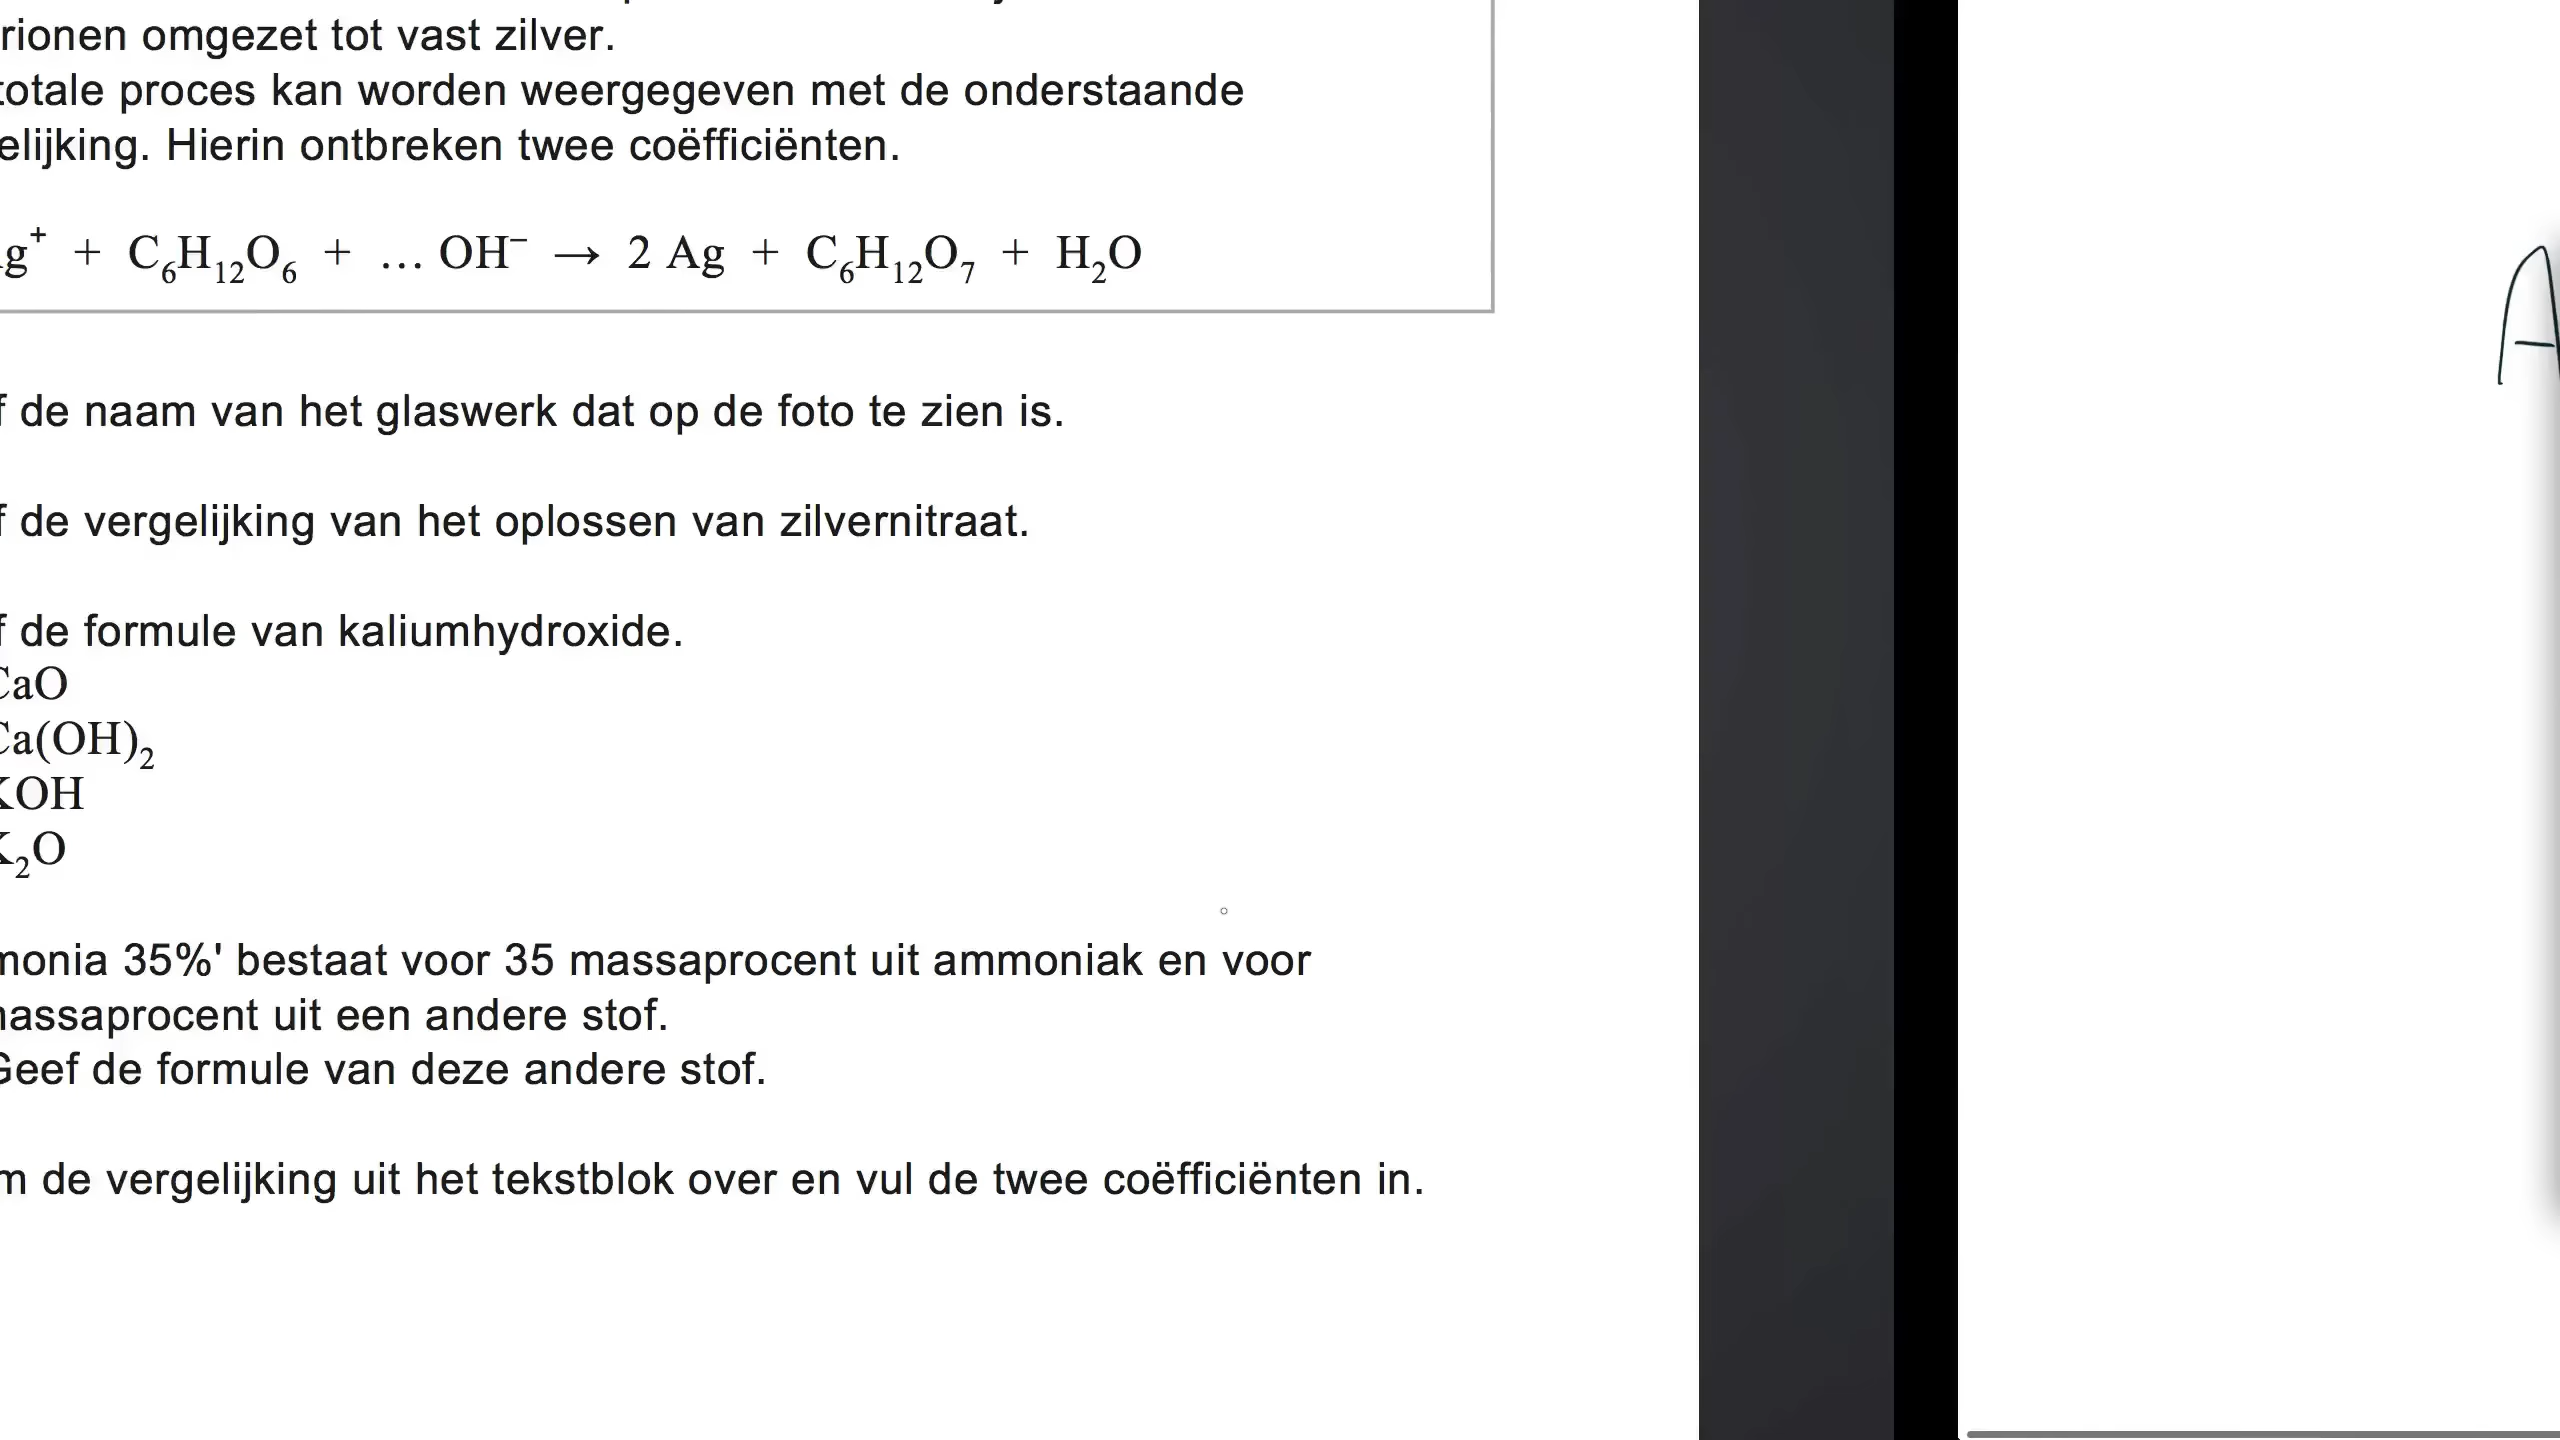 rionen omgezet tot vast zilver.
totale proces kan worden weergegeven met de onderstaande
elijking. Hierin ontbreken twee coëfficiënten.
g⁺ + C₆H₁₂O₆ + … OH⁻ → 2 Ag + C₆H₁₂O₇ + H₂O
f de naam van het glaswerk dat op de foto te zien is.
f de vergelijking van het oplossen van zilvernitraat.
f de formule van kaliumhydroxide.
CaO
Ca(OH)₂
KOH
K₂O
monia 35%' bestaat voor 35 massaprocent uit ammoniak en voor
massaprocent uit een andere stof.
Geef de formule van deze andere stof.
m de vergelijking uit het tekstblok over en vul de twee coëfficiënten in.
A